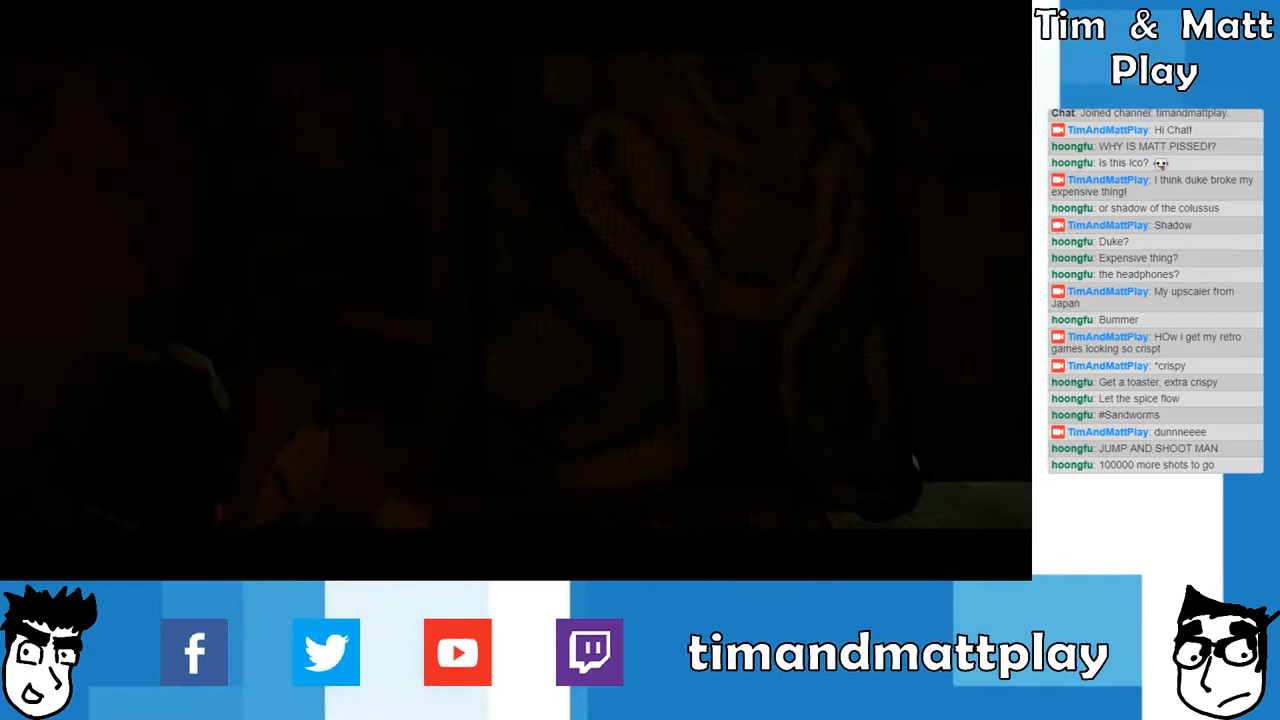 Tim & Matt
Play
Chat: Joined channel: timandmattplay.
TimAndMattPlay: Hi Chat!
hoongfu: WHY IS MATT PISSED!?
hoongfu: Is this Ico?
TimAndMattPlay: I think duke broke my
expensive thing!
hoongfu: or shadow of the colussus
TimAndMattPlay: Shadow
hoongfu: Duke?
hoongfu: Expensive thing?
hoongfu: the headphones?
TimAndMattPlay: My upscaler from
Japan
hoongfu: Bummer
TimAndMattPlay: HOw i get my retro
games looking so crispt
TimAndMattPlay: *crispy
hoongfu: Get a toaster, extra crispy
hoongfu: Let the spice flow
hoongfu: #Sandworms
TimAndMattPlay: dunnneeee
hoongfu: JUMP AND SHOOT MAN
hoongfu: 100000 more shots to go
timandmattplay